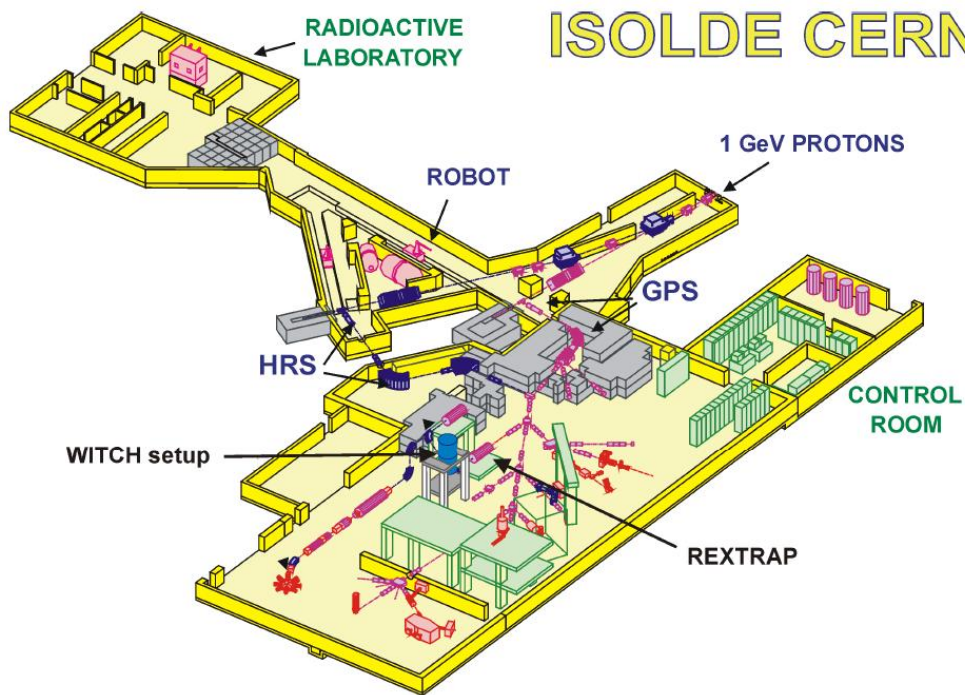 ISOLDE CERN
RADIOACTIVE
LABORATORY
1 GeV PROTONS
ROBOT
GPS
HRS
CONTROL
ROOM
WITCH setup
REXTRAP